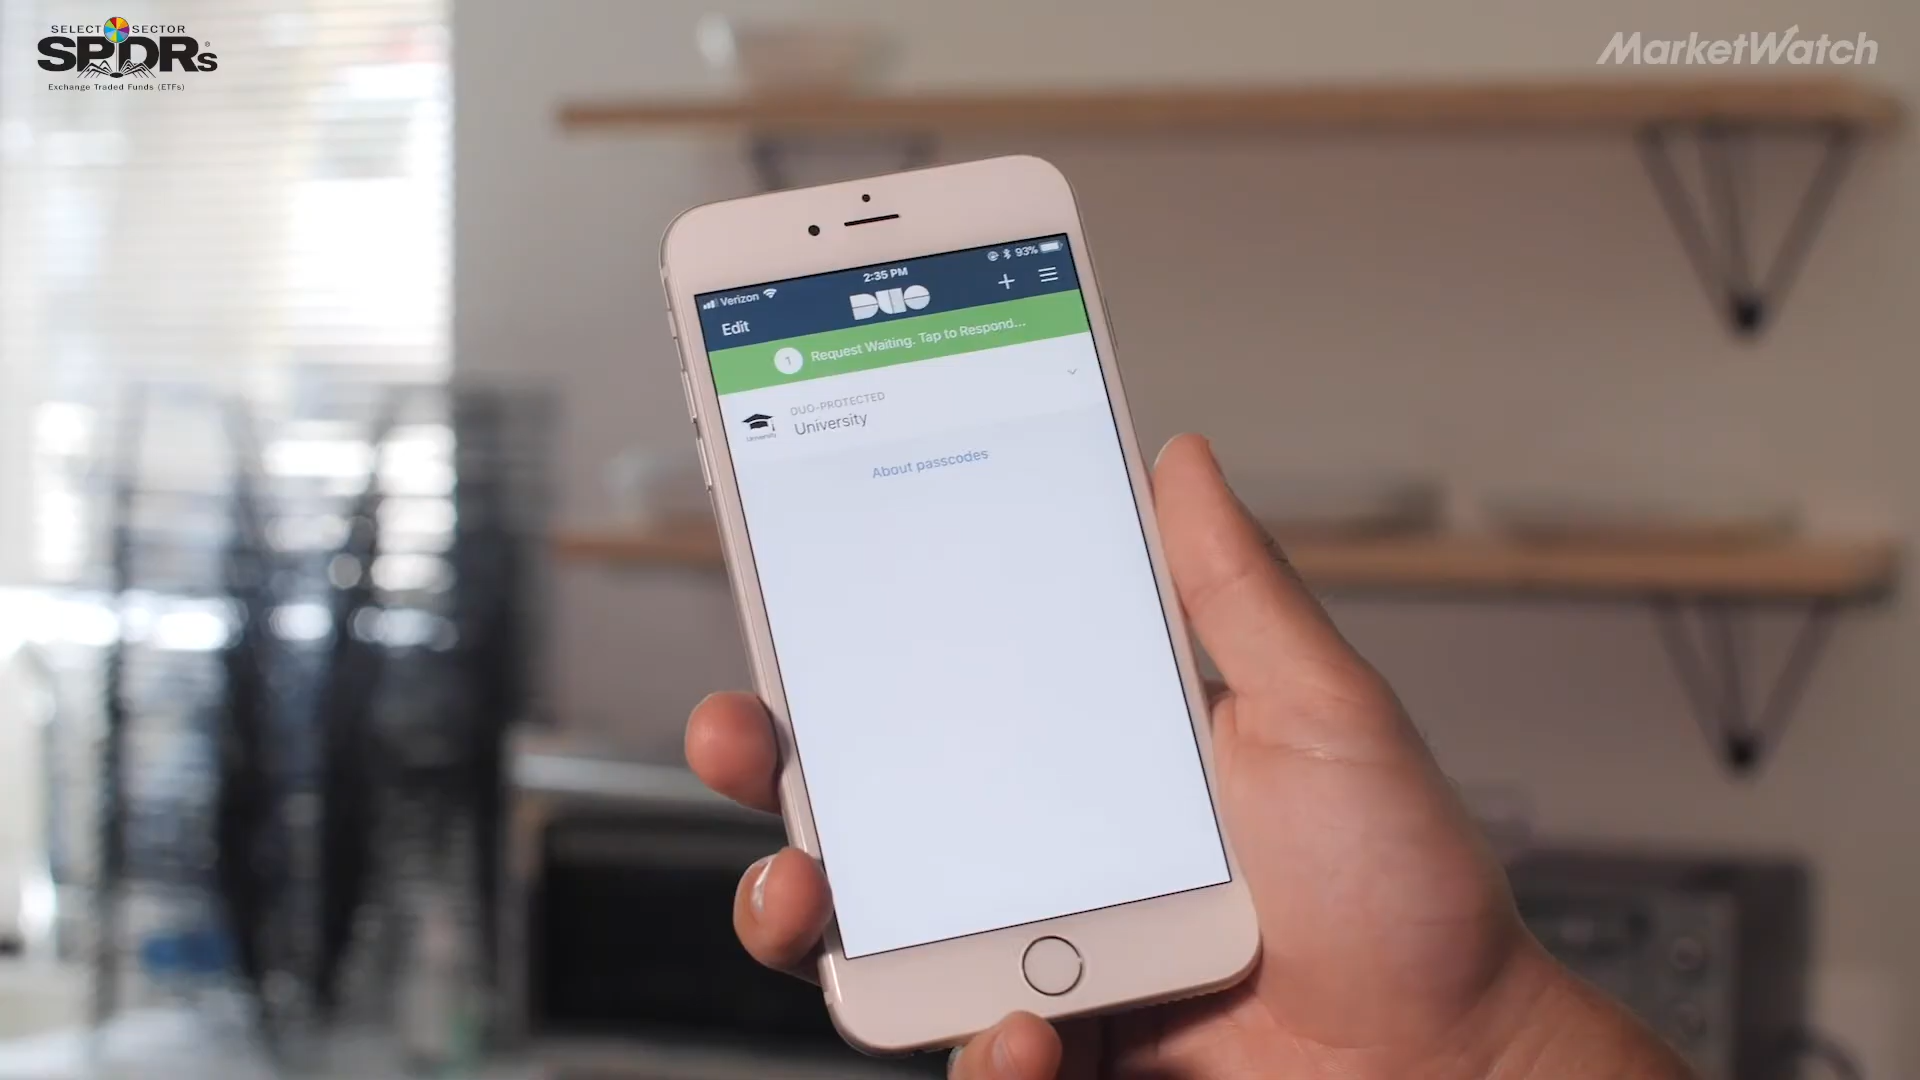 SELECT SECTOR
SPDRs
Exchange Traded Funds (ETFs)
MarketWatch
Verizon
2:35 PM
93%
Edit
DUO
1 Request Waiting. Tap to Respond...
DUO-PROTECTED
University
University
About passcodes